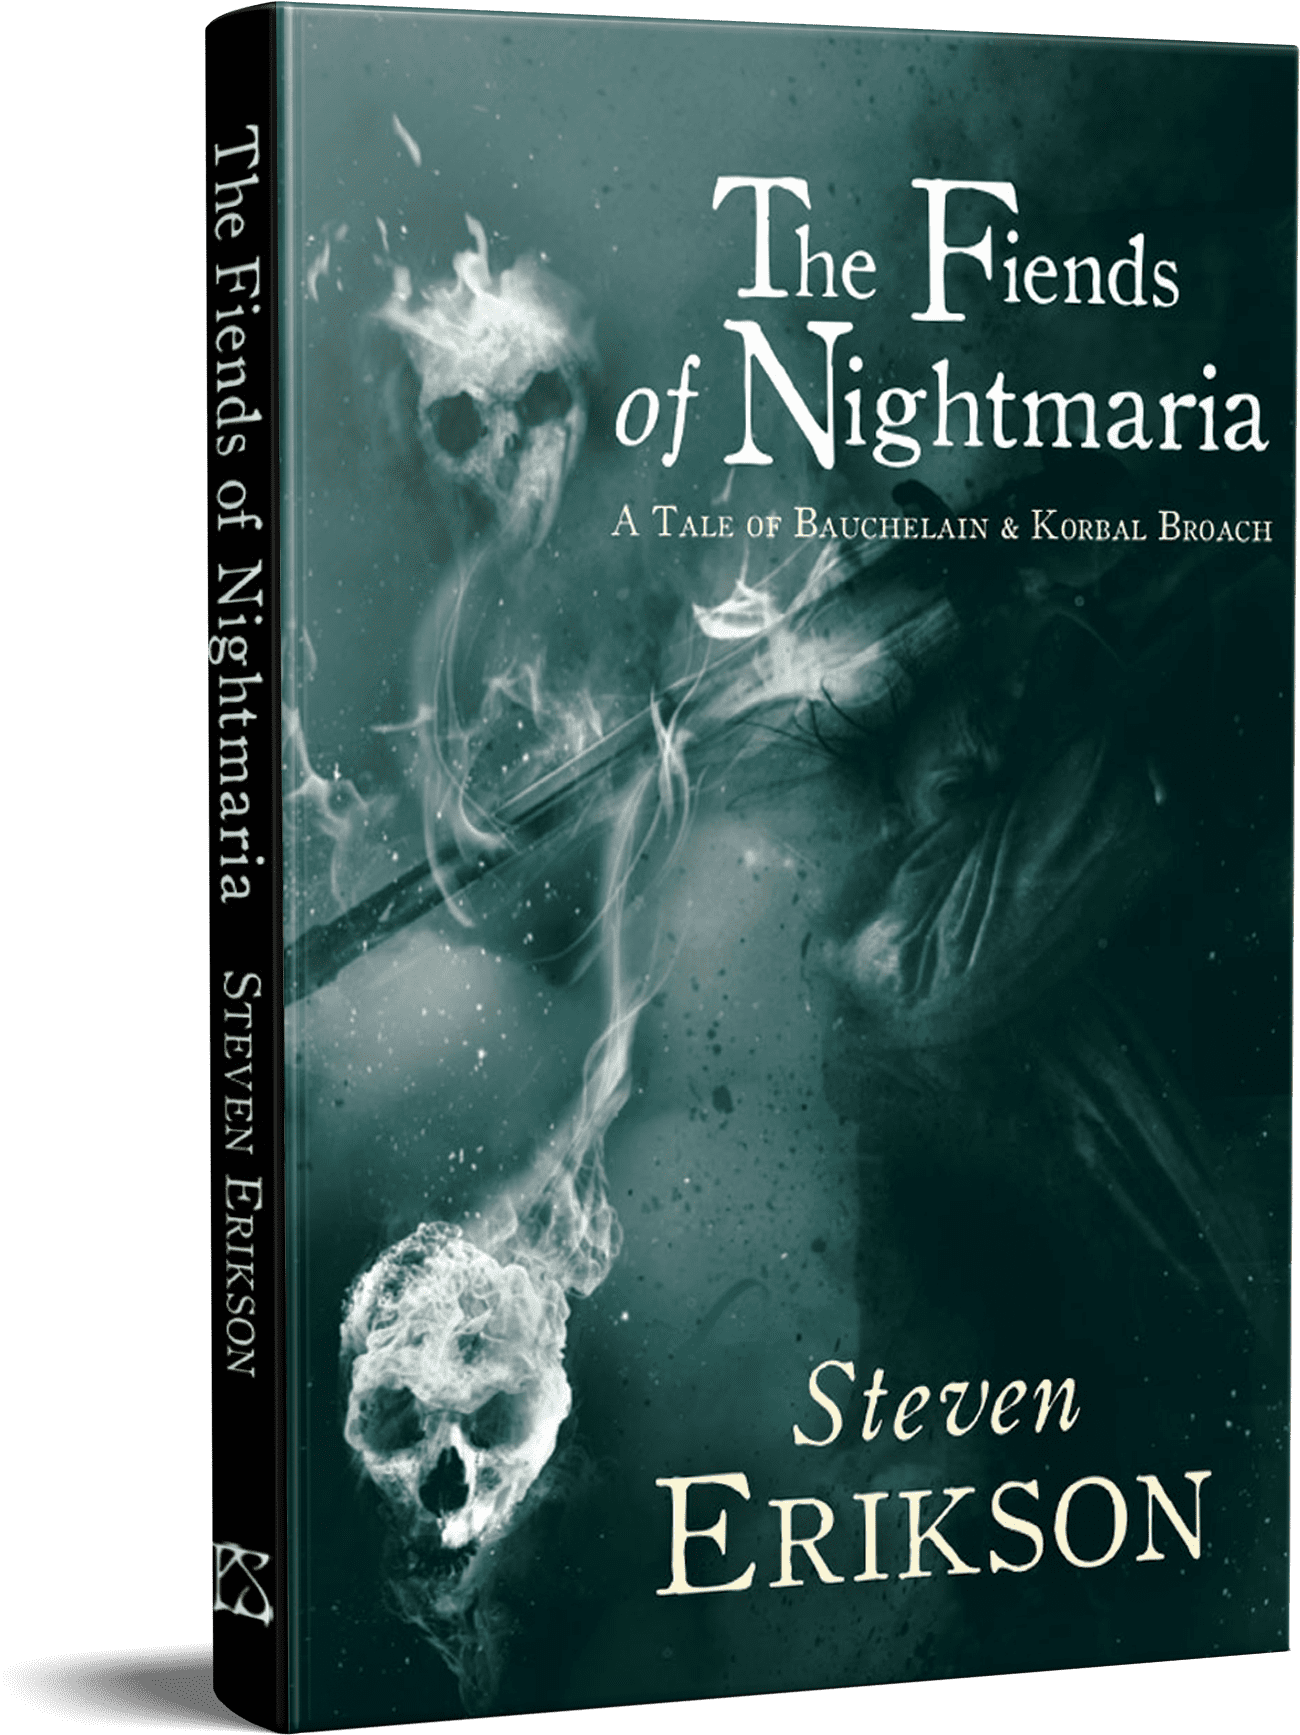 The Fiends of Nightmaria Steven Erikson
The Fiends
of Nightmaria
A Tale of Bauchelain & Korbal Broach
Steven
Erikson